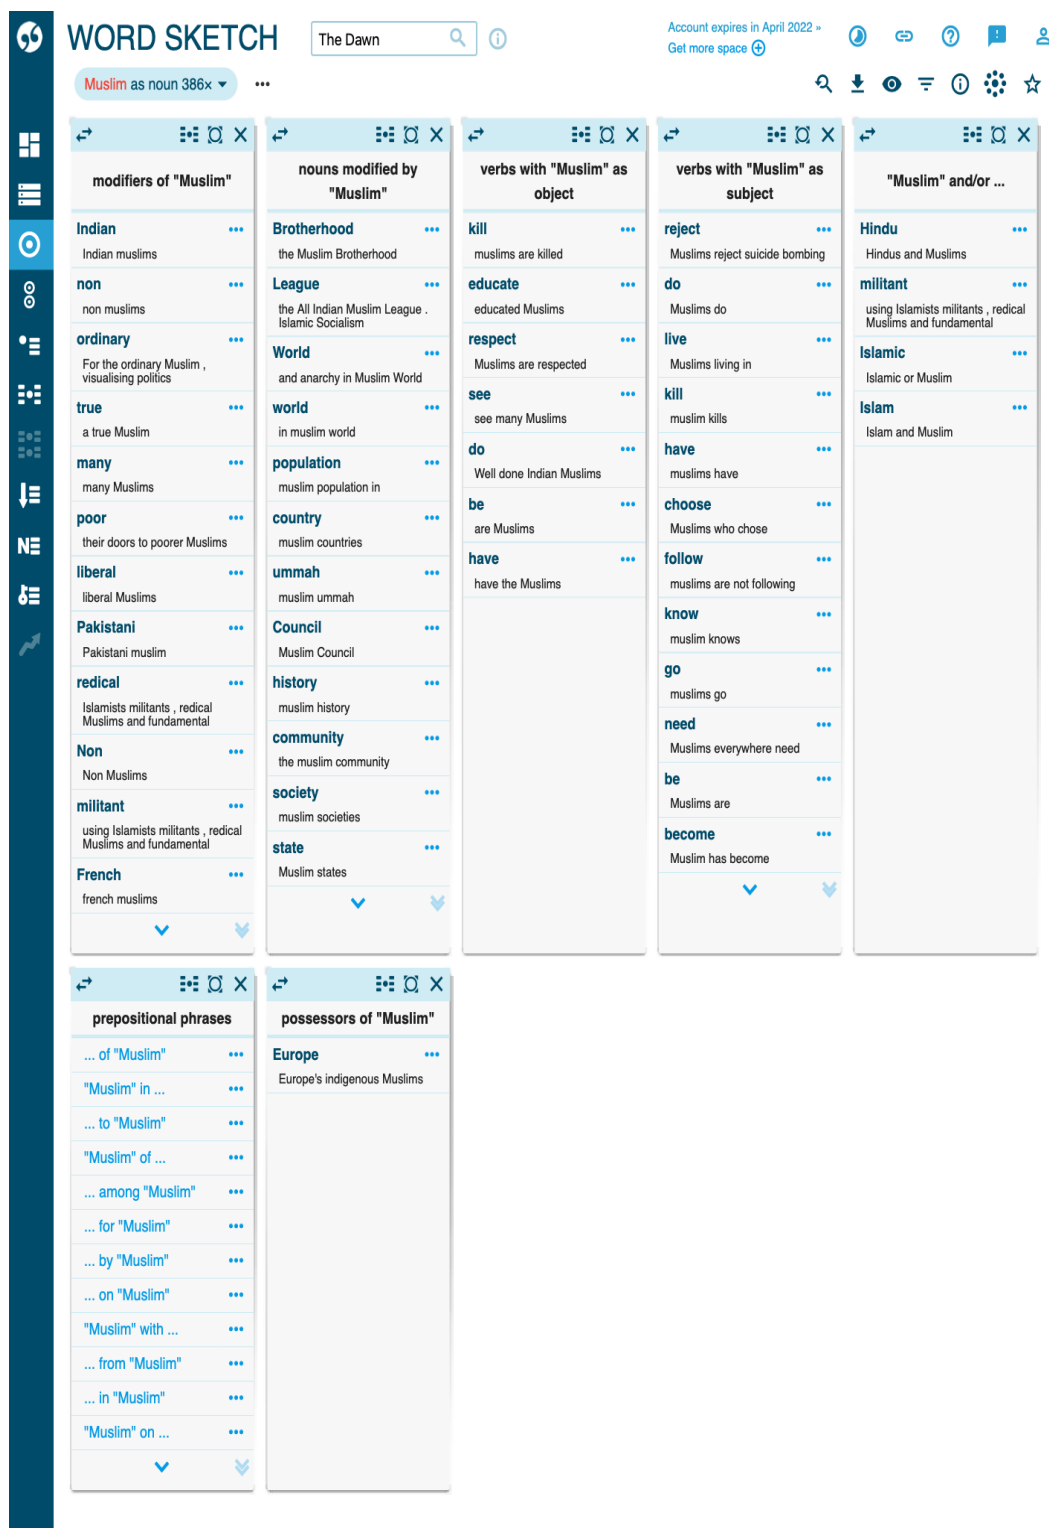 WORD SKETCH
The Dawn
Account expires in April 2022 »
Get more space
Muslim as noun 386×
modifiers of "Muslim"
Indian
Indian muslims
non
non muslims
ordinary
For the ordinary Muslim ,
visualising politics
true
a true Muslim
many
many Muslims
poor
their doors to poorer Muslims
liberal
liberal Muslims
Pakistani
Pakistani muslim
redical
Islamists militants , redical
Muslims and fundamental
Non
Non Muslims
militant
using Islamists militants , redical
Muslims and fundamental
French
french muslims
nouns modified by
"Muslim"
Brotherhood
the Muslim Brotherhood
League
the All Indian Muslim League .
Islamic Socialism
World
and anarchy in Muslim World
world
in muslim world
population
muslim population in
country
muslim countries
ummah
muslim ummah
Council
Muslim Council
history
muslim history
community
the muslim community
society
muslim societies
state
Muslim states
verbs with "Muslim" as
object
kill
muslims are killed
educate
educated Muslims
respect
Muslims are respected
see
see many Muslims
do
Well done Indian Muslims
be
are Muslims
have
have the Muslims
verbs with "Muslim" as
subject
reject
Muslims reject suicide bombing
do
Muslims do
live
Muslims living in
kill
muslim kills
have
muslims have
choose
Muslims who chose
follow
muslims are not following
know
muslim knows
go
muslims go
need
Muslims everywhere need
be
Muslims are
become
Muslim has become
"Muslim" and/or ...
Hindu
Hindus and Muslims
militant
using Islamists militants , redical
Muslims and fundamental
Islamic
Islamic or Muslim
Islam
Islam and Muslim
prepositional phrases
... of "Muslim"
"Muslim" in ...
... to "Muslim"
"Muslim" of ...
... among "Muslim"
... for "Muslim"
... by "Muslim"
... on "Muslim"
"Muslim" with ...
... from "Muslim"
... in "Muslim"
"Muslim" on ...
possessors of "Muslim"
Europe
Europe's indigenous Muslims